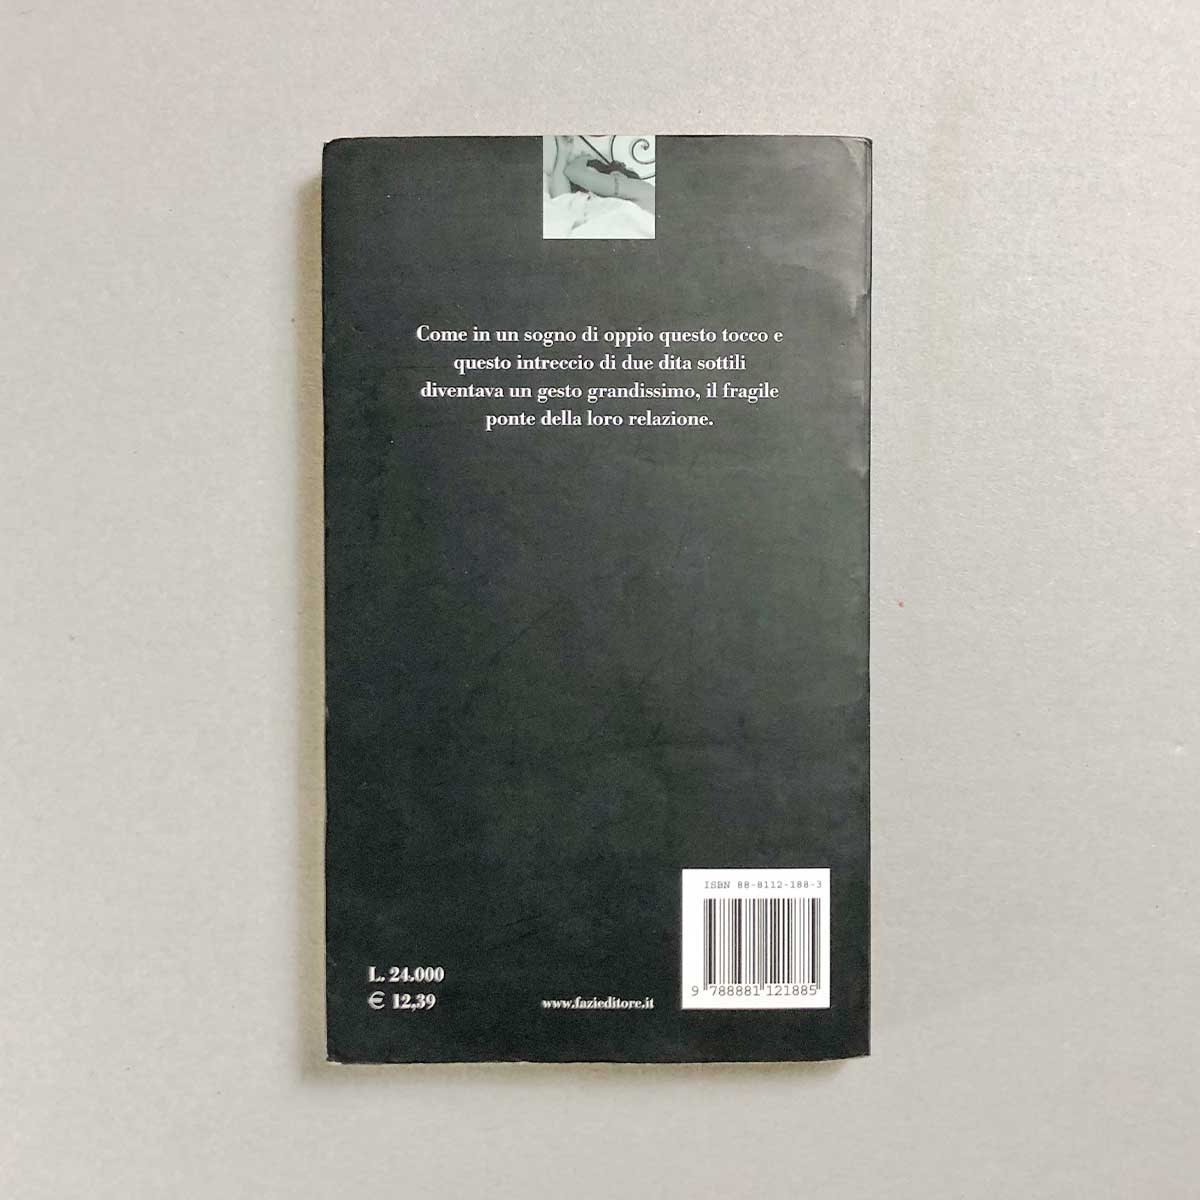 Come in un sogno di oppio questo tocco e
questo intreccio di due dita sottili
diventava un gesto grandissimo, il fragile
ponte della loro relazione.
ISBN 88-8112-188-3
9 788881 121885
L. 24.000
€ 12,39
www.fazieditore.it